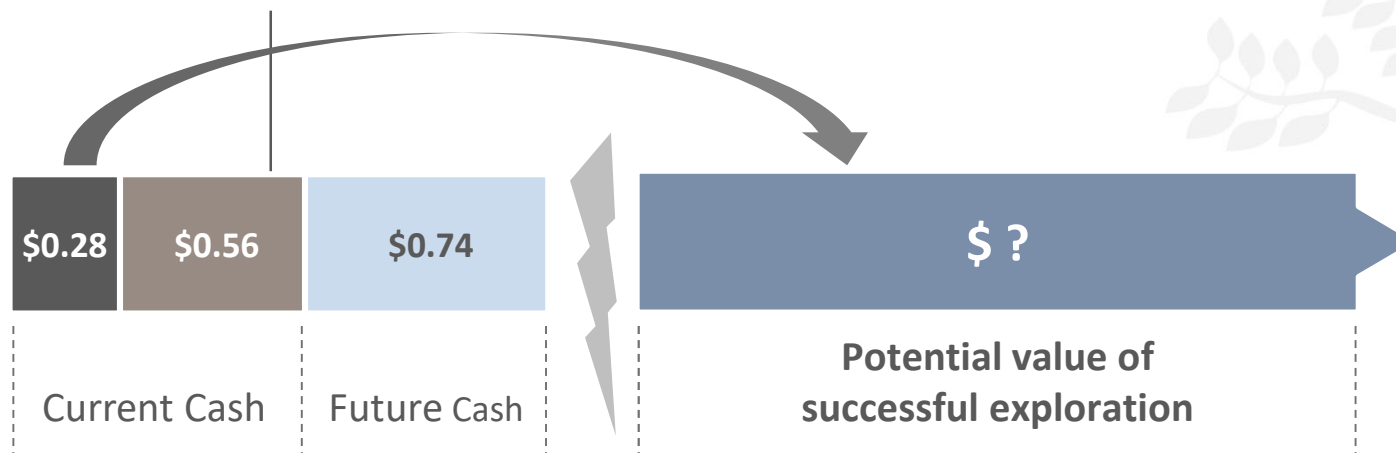 $0.28
$0.56
$0.74
$ ?
Current Cash
Future Cash
Potential value of
successful exploration